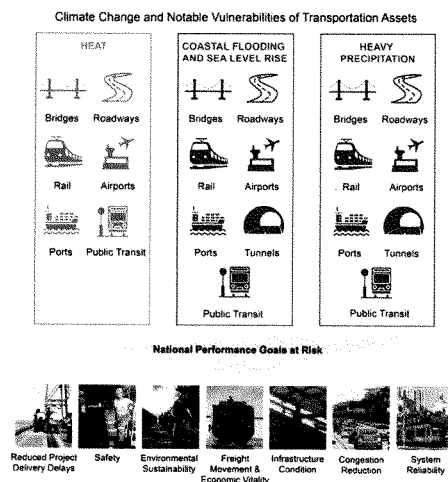 Climate Change and Notable Vulnerabilities of Transportation Assets
HEAT
Bridges Roadways
Rail Airports
Ports Public Transit
COASTAL FLOODING
AND SEA LEVEL RISE
Bridges Roadways
Rail Airports
Ports Tunnels
Public Transit
HEAVY
PRECIPITATION
Bridges Roadways
Rail Airports
Ports Tunnels
Public Transit
National Performance Goals at Risk
Reduced Project
Delivery Delays
Safety
Environmental
Sustainability
Freight
Movement &
Economic Vitality
Infrastructure
Condition
Congestion
Reduction
System
Reliability